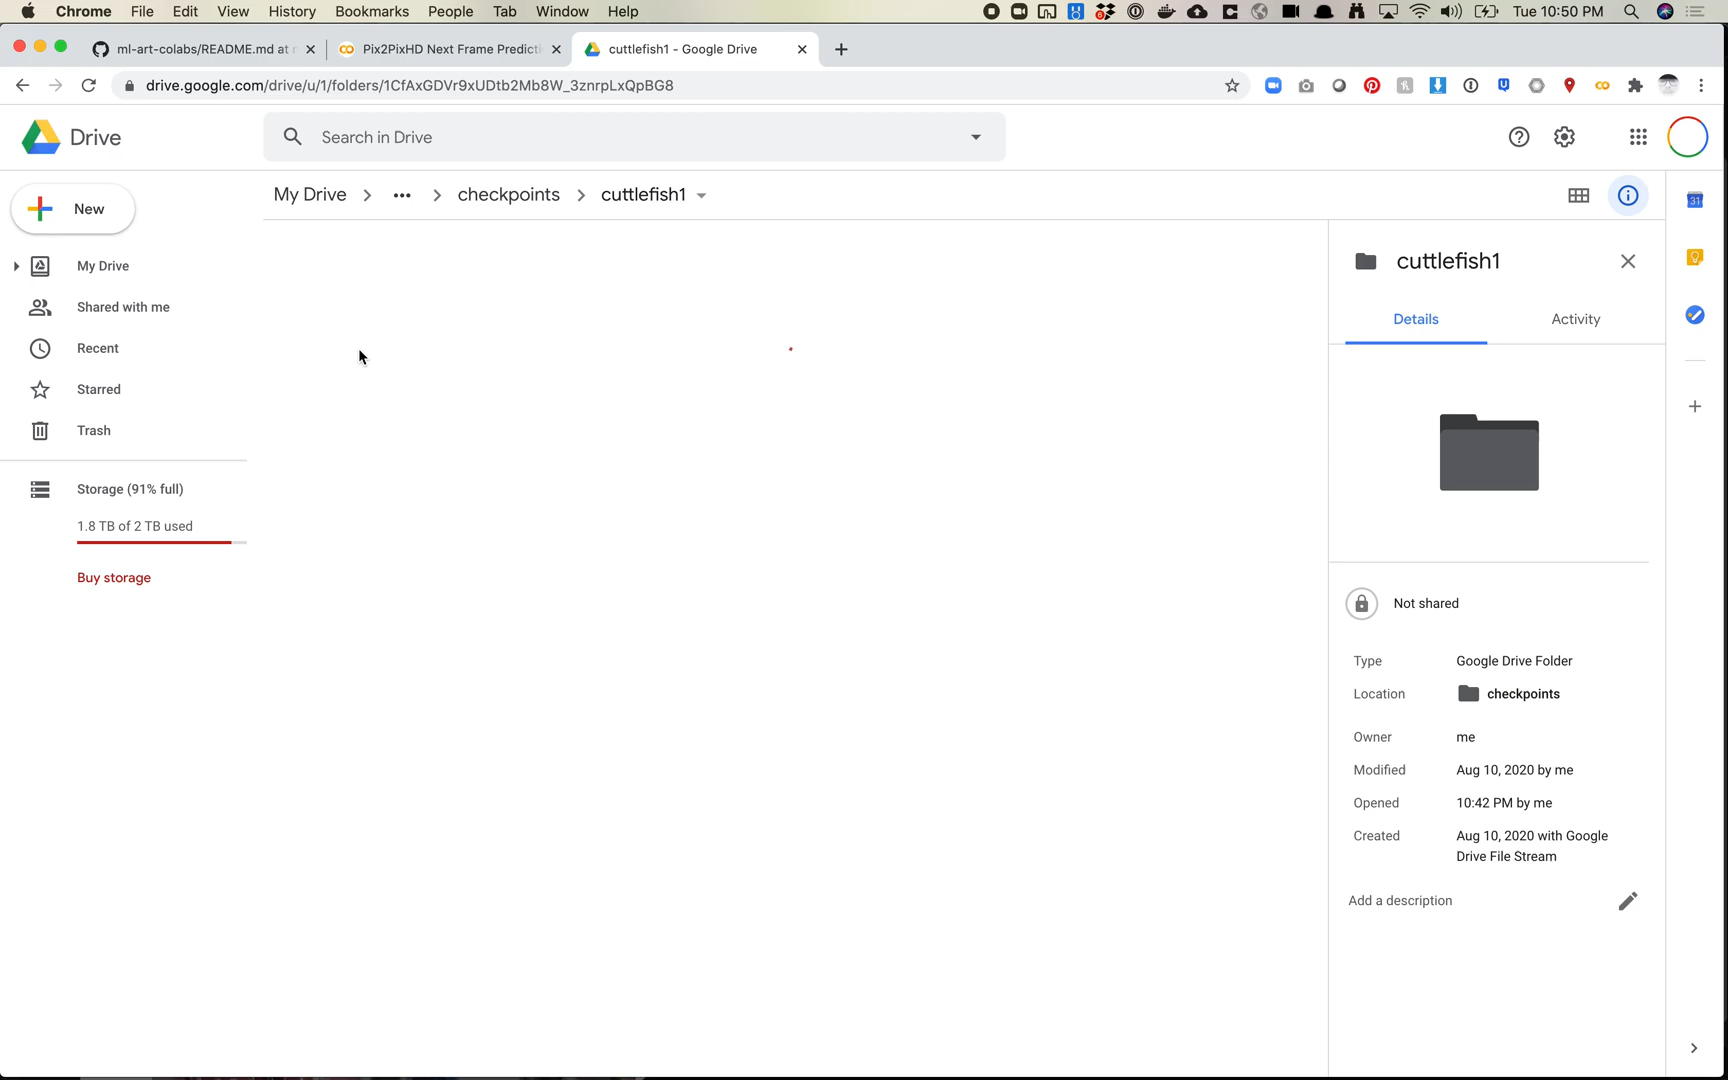 Chrome File Edit View History Bookmarks People Tab Window Help Tue 10:50 PM
ml-art-colabs/README.md at Pix2PixHD Next Frame Predicti cuttlefish1 - Google Drive
drive.google.com/drive/u/1/folders/1CfAxGDVr9xUDtb2Mb8W_3znrpLxQpBG8
Drive Search in Drive
New
My Drive ••• checkpoints cuttlefish1
My Drive
Shared with me
Recent
Starred
Trash
Storage (91% full)
1.8 TB of 2 TB used
Buy storage
cuttlefish1
Details Activity
Not shared
Type Google Drive Folder
Location checkpoints
Owner me
Modified Aug 10, 2020 by me
Opened 10:42 PM by me
Created Aug 10, 2020 with Google
Drive File Stream
Add a description
31